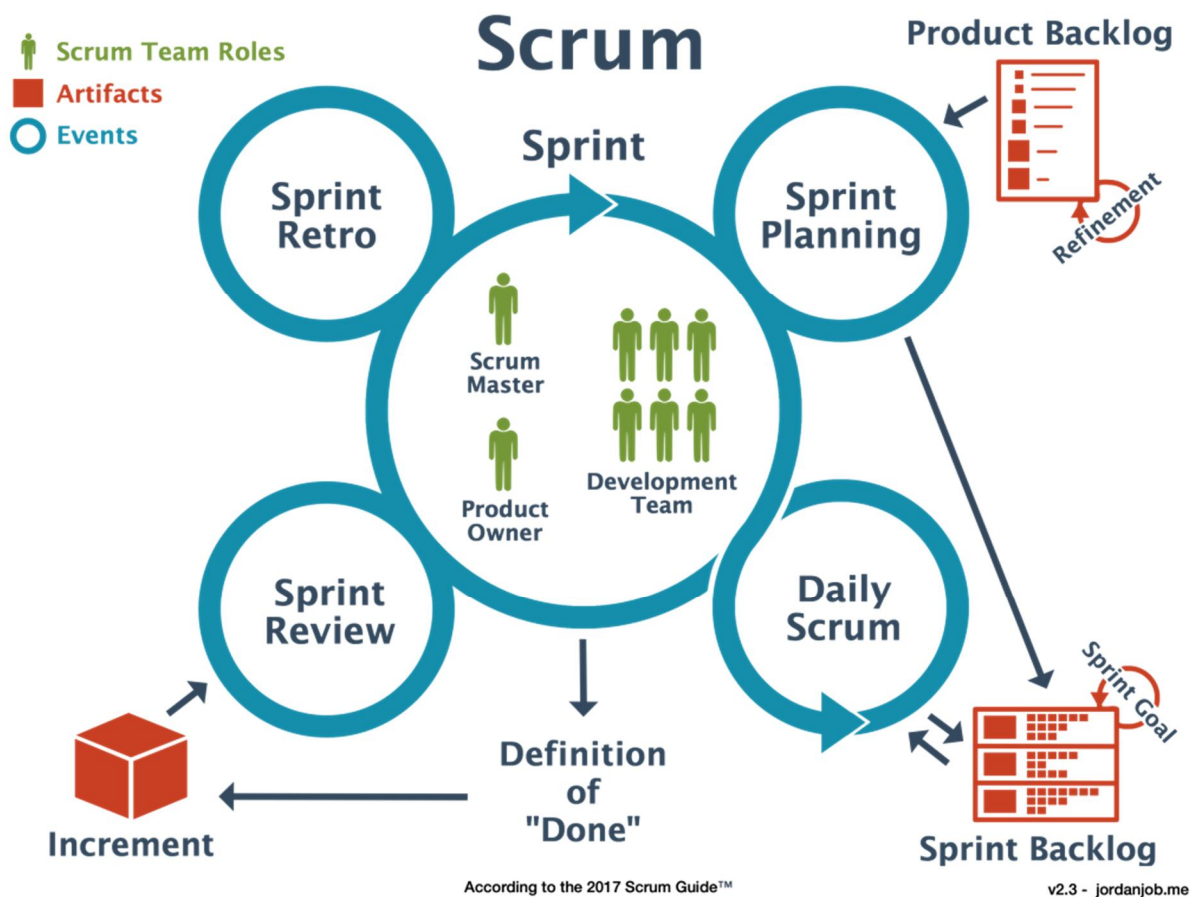 Scrum
Scrum Team Roles
Artifacts
Events
Product Backlog
Refinement
Sprint
Sprint
Retro
Sprint
Planning
Scrum
Master
Product
Owner
Development
Team
Sprint
Review
Daily
Scrum
Sprint Goal
Definition
of
"Done"
Increment
Sprint Backlog
According to the 2017 Scrum Guide™
v2.3 - jordanjob.me